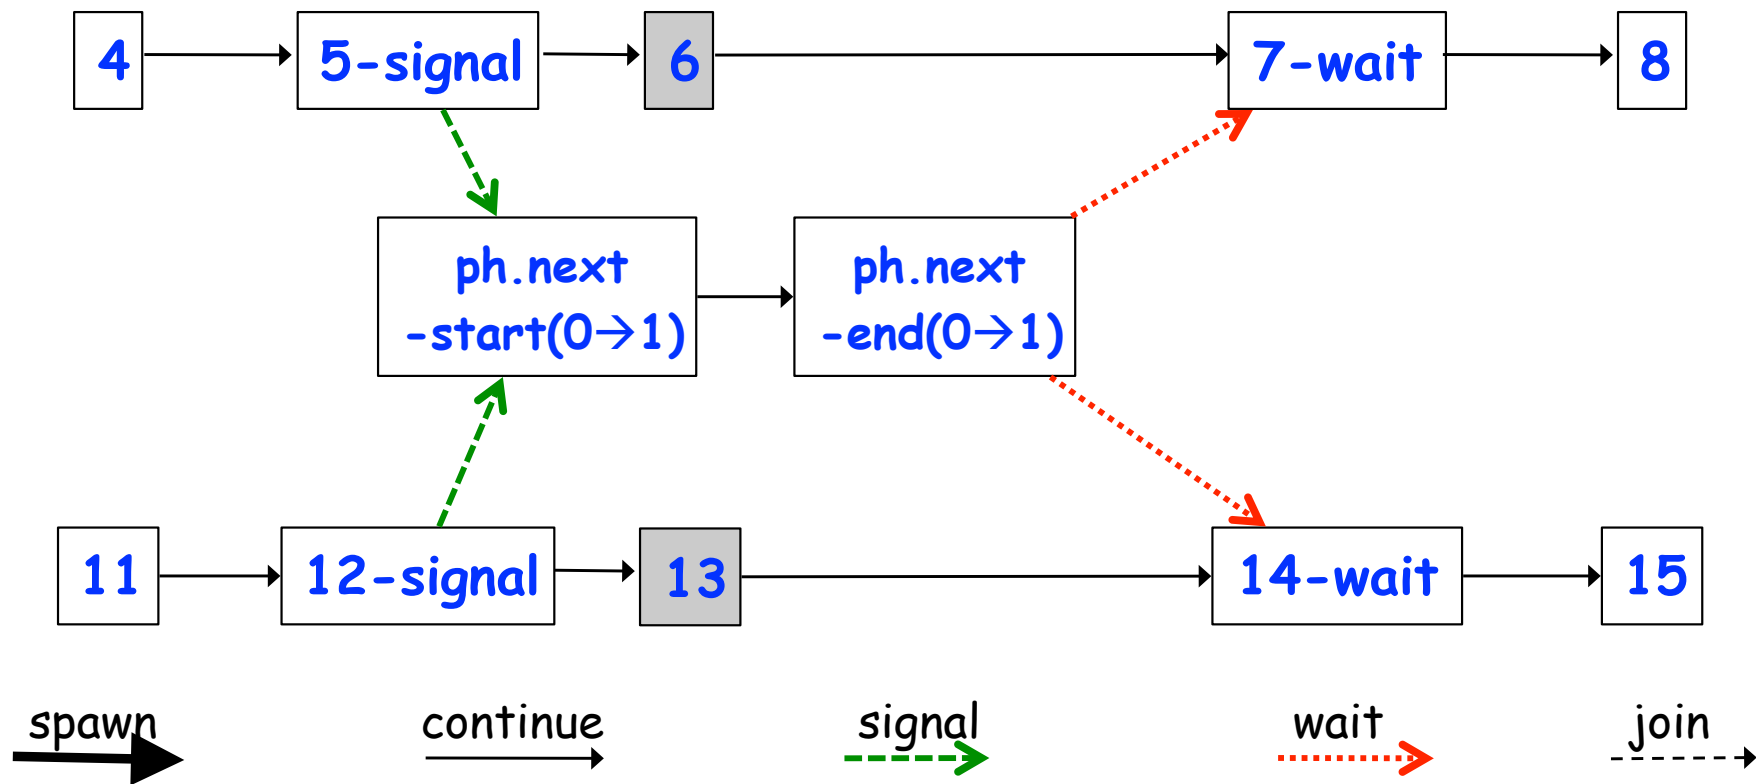 4
5-signal
6
7-wait
8
ph.next
-start(0→1)
ph.next
-end(0→1)
11
12-signal
13
14-wait
15
spawn
continue
signal
wait
join